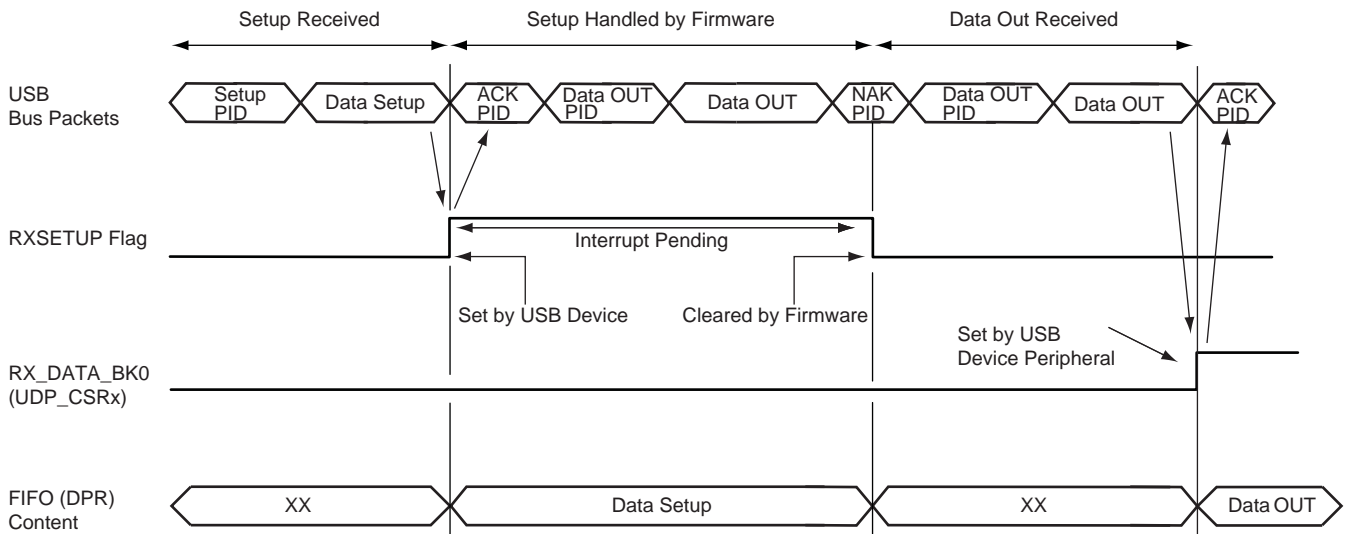 Setup Received
Setup Handled by Firmware
Data Out Received
USB
Bus Packets
Setup
PID
Data Setup
ACK
PID
Data OUT
PID
Data OUT
NAK
PID
Data OUT
PID
Data OUT
ACK
PID
RXSETUP Flag
Interrupt Pending
Set by USB Device
Cleared by Firmware
Set by USB
Device Peripheral
RX_DATA_BK0
(UDP_CSRx)
FIFO (DPR)
Content
XX
Data Setup
XX
Data OUT